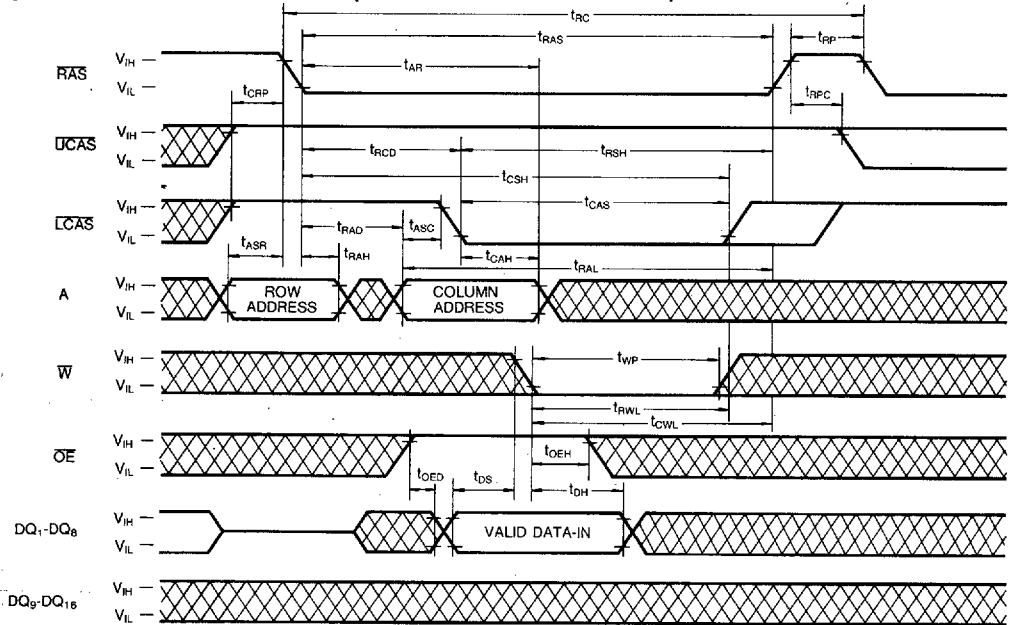 tRC
tRAS
tRP
tAR
RAS
VIH
VIL
tCRP
tRPC
UCAS
VIH
VIL
tRCD
tRSH
tCSH
LCAS
VIH
VIL
tCAS
tRAD
tASC
tASR
tRAH
tCAH
tRAL
A
VIH
VIL
ROW
ADDRESS
COLUMN
ADDRESS
W
VIH
VIL
tWP
tRWL
tCWL
OE
VIH
VIL
tOEH
tOED
tDS
tDH
DQ1-DQ8
VIH
VIL
VALID DATA-IN
DQ9-DQ16
VIH
VIL